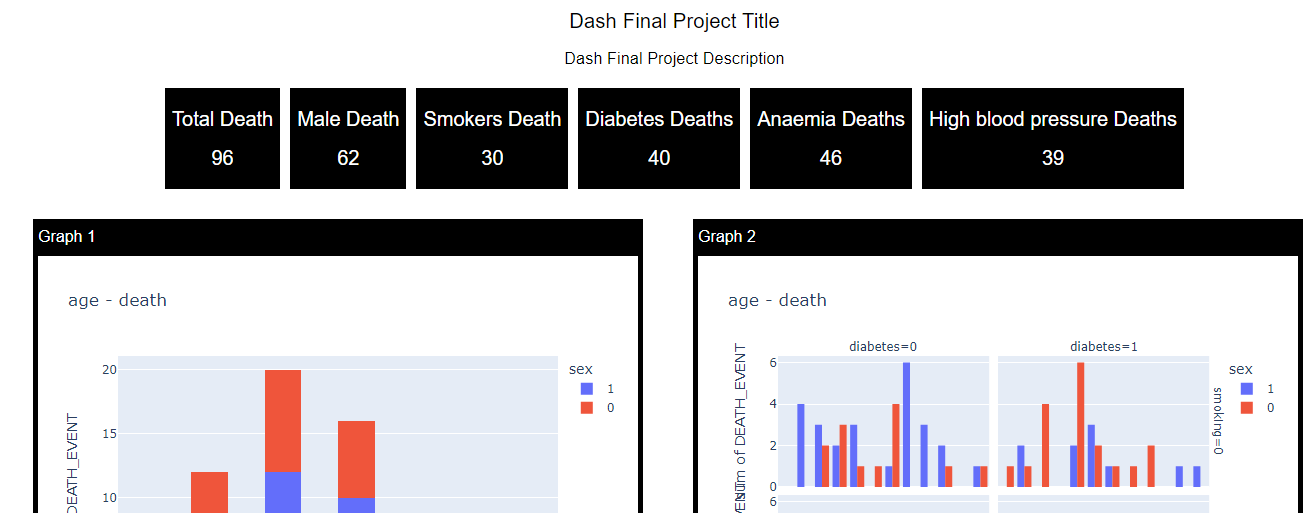 Dash Final Project Title
Dash Final Project Description
Total Death
96
Male Death
62
Smokers Death
30
Diabetes Deaths
40
Anaemia Deaths
46
High blood pressure Deaths
39
Graph 1
age - death
20
15
10
DEATH_EVENT
sex
1
0
Graph 2
age - death
diabetes=0
diabetes=1
6
4
2
0
6
of DEATH_EVENT
smoking=0
sex
1
0